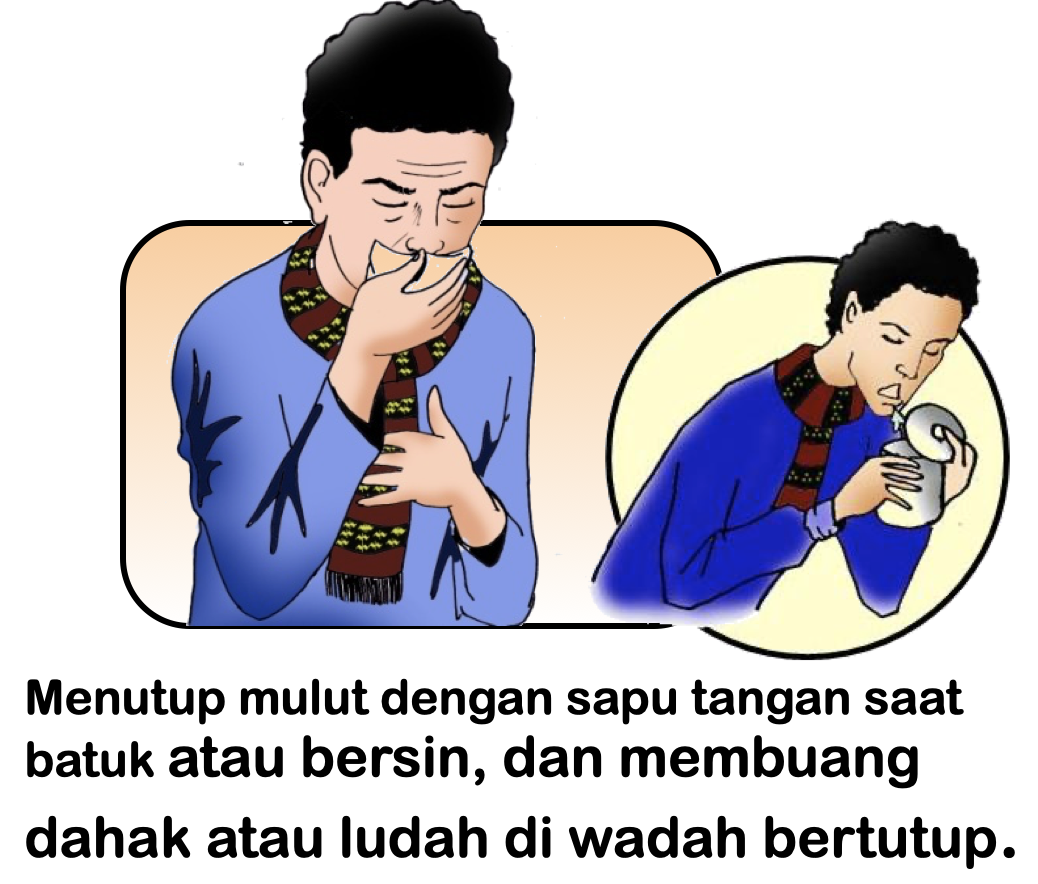 Menutup mulut dengan sapu tangan saat
batuk atau bersin, dan membuang
dahak atau ludah di wadah bertutup.